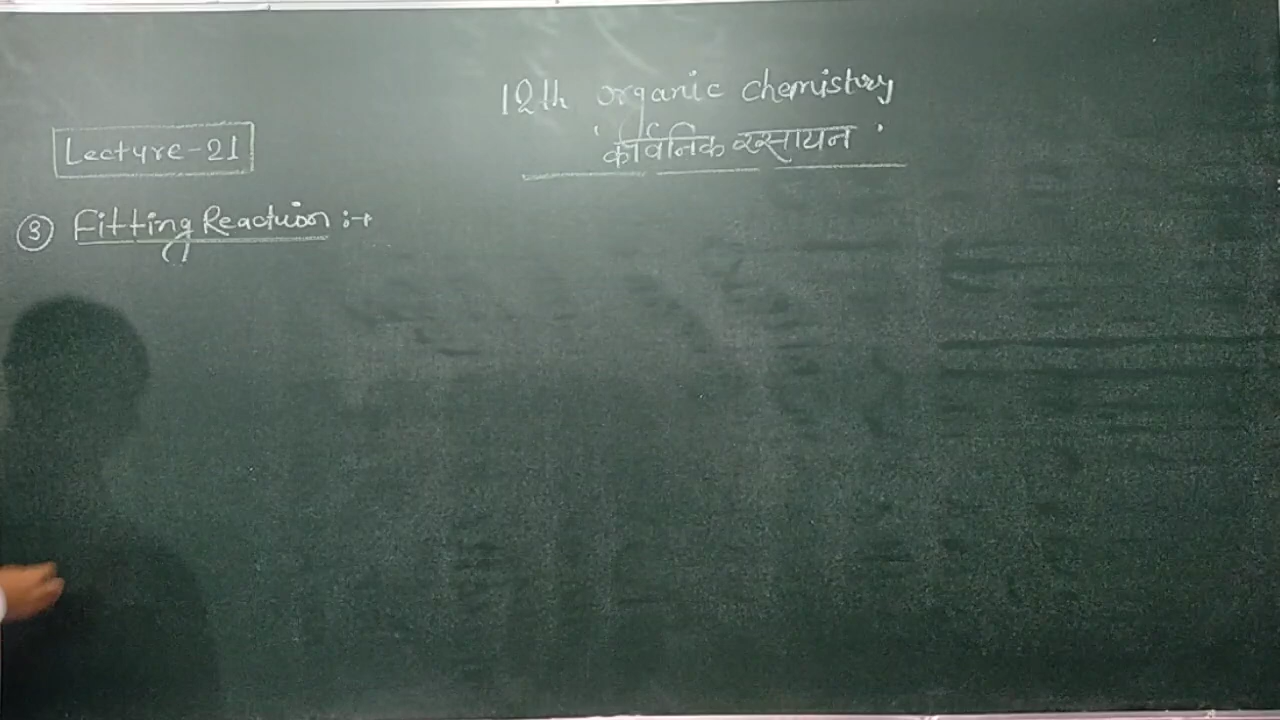 12th organic chemistry
'कार्बनिक रसायन'
Lecture-21
③ Fitting Reaction :→